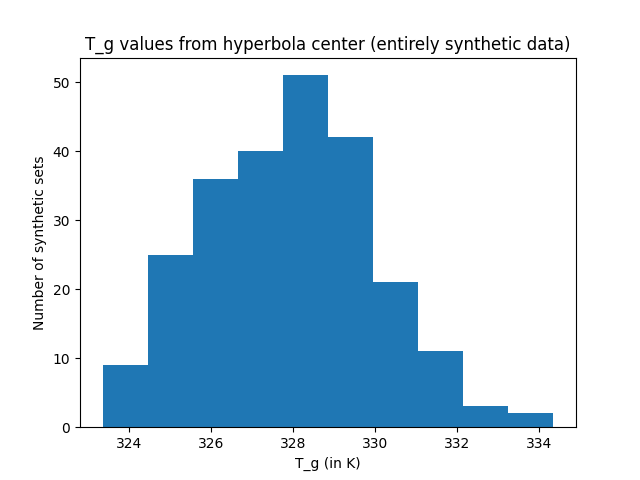 T_g values from hyperbola center (entirely synthetic data)
50
40
30
20
10
0
Number of synthetic sets
324 326 328 330 332 334
T_g (in K)